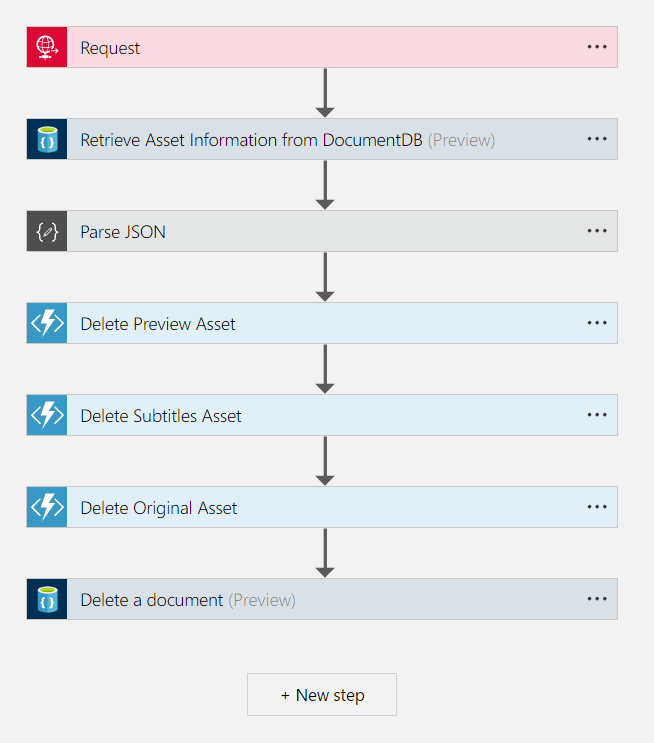 Request
Retrieve Asset Information from DocumentDB (Preview)
Parse JSON
Delete Preview Asset
Delete Subtitles Asset
Delete Original Asset
Delete a document (Preview)
+ New step